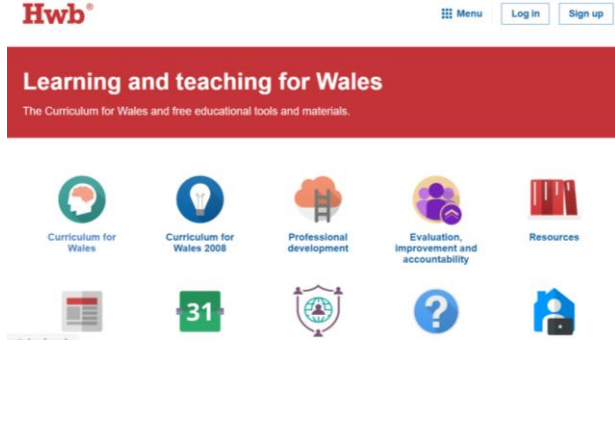 Hwb®
Menu Log in Sign up
Learning and teaching for Wales
The Curriculum for Wales and free educational tools and materials.
Curriculum for Wales
Curriculum for Wales 2008
Professional development
Evaluation, improvement and accountability
Resources
31
?